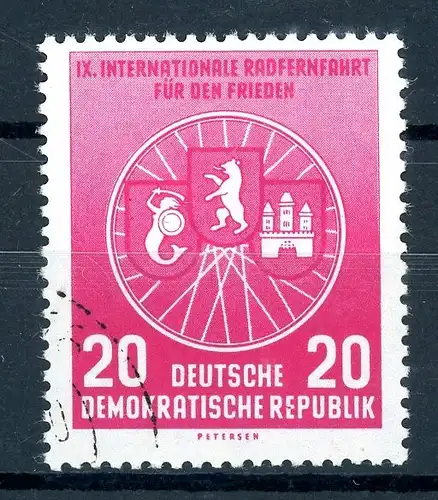 IX. INTERNATIONALE RADFERNFAHRT
FÜR DEN FRIEDEN
20 DEUTSCHE 20
DEMOKRATISCHE REPUBLIK
PETERSEN